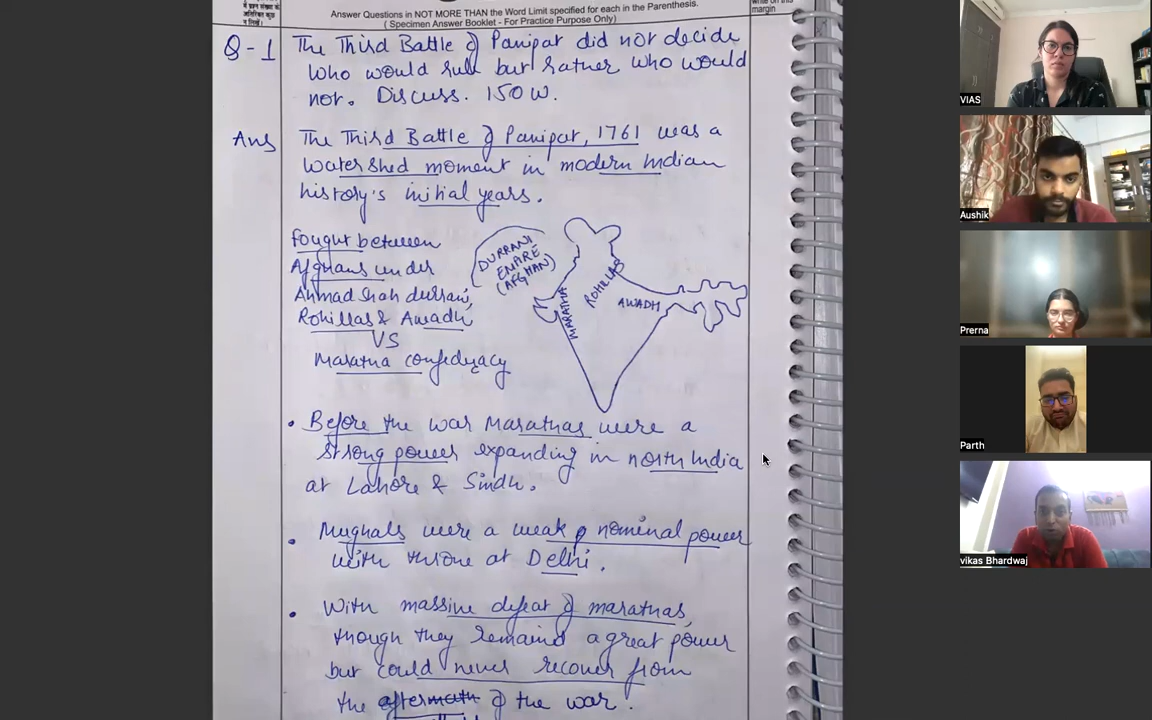 में प्रश्न संख्या के
अतिरिक्त कुछ
न लिखें)
Answer Questions in NOT MORE THAN the Word Limit specified for each in the Parenthesis.
( Specimen Answer Booklet - For Practice Purpose Only)
margin
Q-1 The Third Battle of Panipat did not decide
who would rule but rather who would
not. Discuss. 150 W.
Ans The Third Battle of Panipat, 1761 was a
watershed moment in modern Indian
history's initial years.
Fought between
Afghans under
Ahmad Shah durrani,
Rohillas & Awadh
VS
Maratha confederacy
DURRANI
EMPIRE
(AFGHAN)
ROHILLAS
AWADH
MARATHA
• Before the war Marathas were a
strong power expanding in north India
at Lahore & Sindh.
• Mughals were a weak nominal power
with throne at Delhi.
• With massive defeat of marathas,
though they remained a great power
but could never recover from
the aftermath of the war.
VIAS
Aushik
Prerna
Parth
vikas Bhardwaj